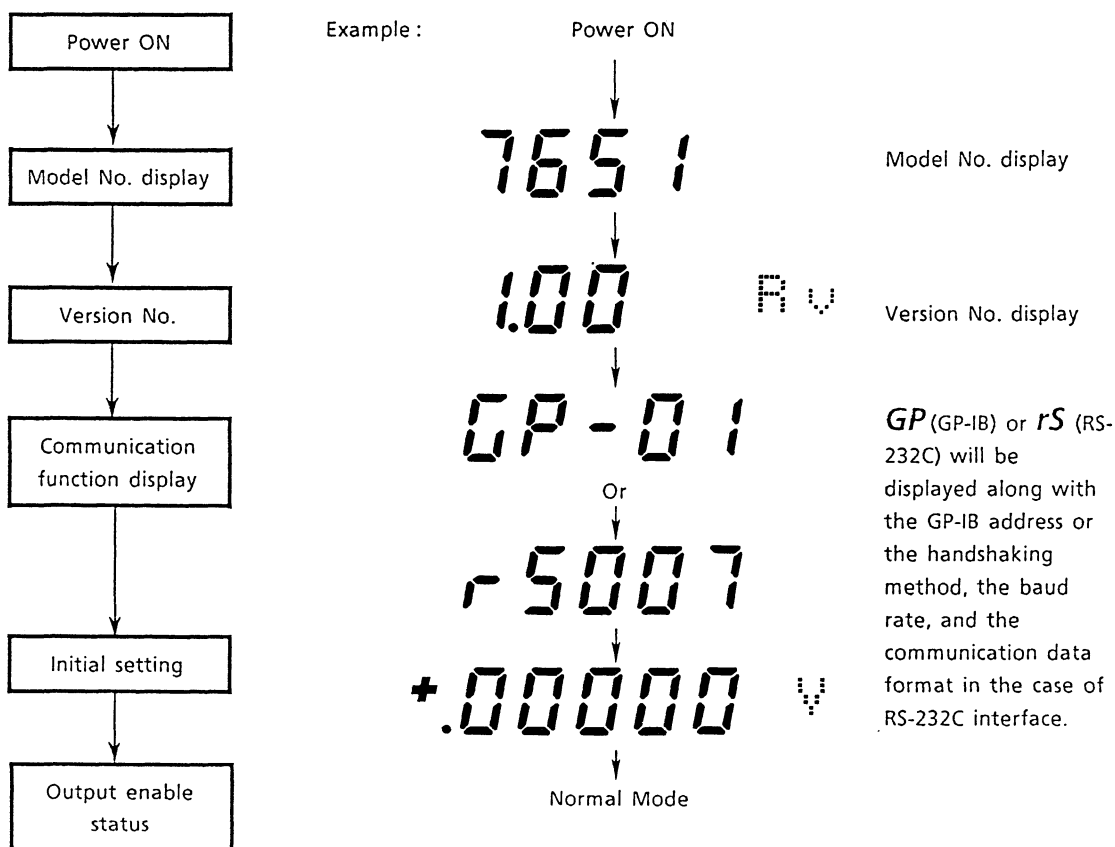 Power ON
Model No. display
Version No.
Communication
function display
Initial setting
Output enable
status
Example :
Power ON
7651
Model No. display
1.00 R v
Version No. display
GP-01
Or
rS007
+.00000 V
Normal Mode
GP (GP-IB) or rS (RS-
232C) will be
displayed along with
the GP-IB address or
the handshaking
method, the baud
rate, and the
communication data
format in the case of
RS-232C interface.